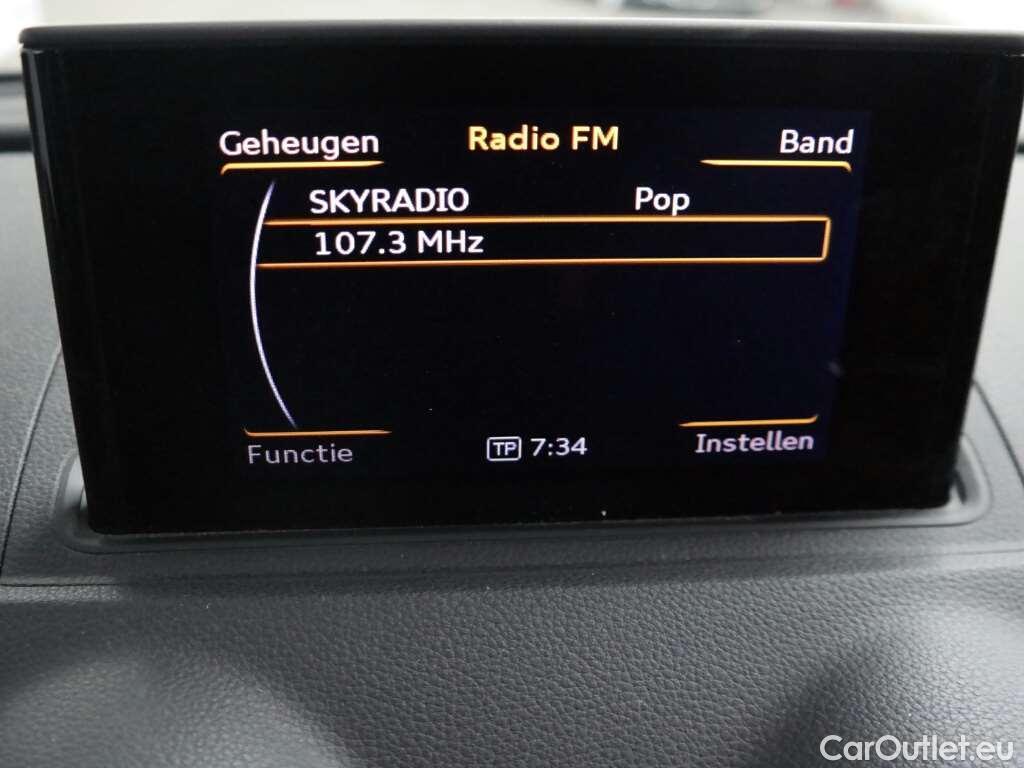 Geheugen Radio FM Band
SKYRADIO Pop
107.3 MHz
Functie TP 7:34 Instellen
CarOutlet.eu